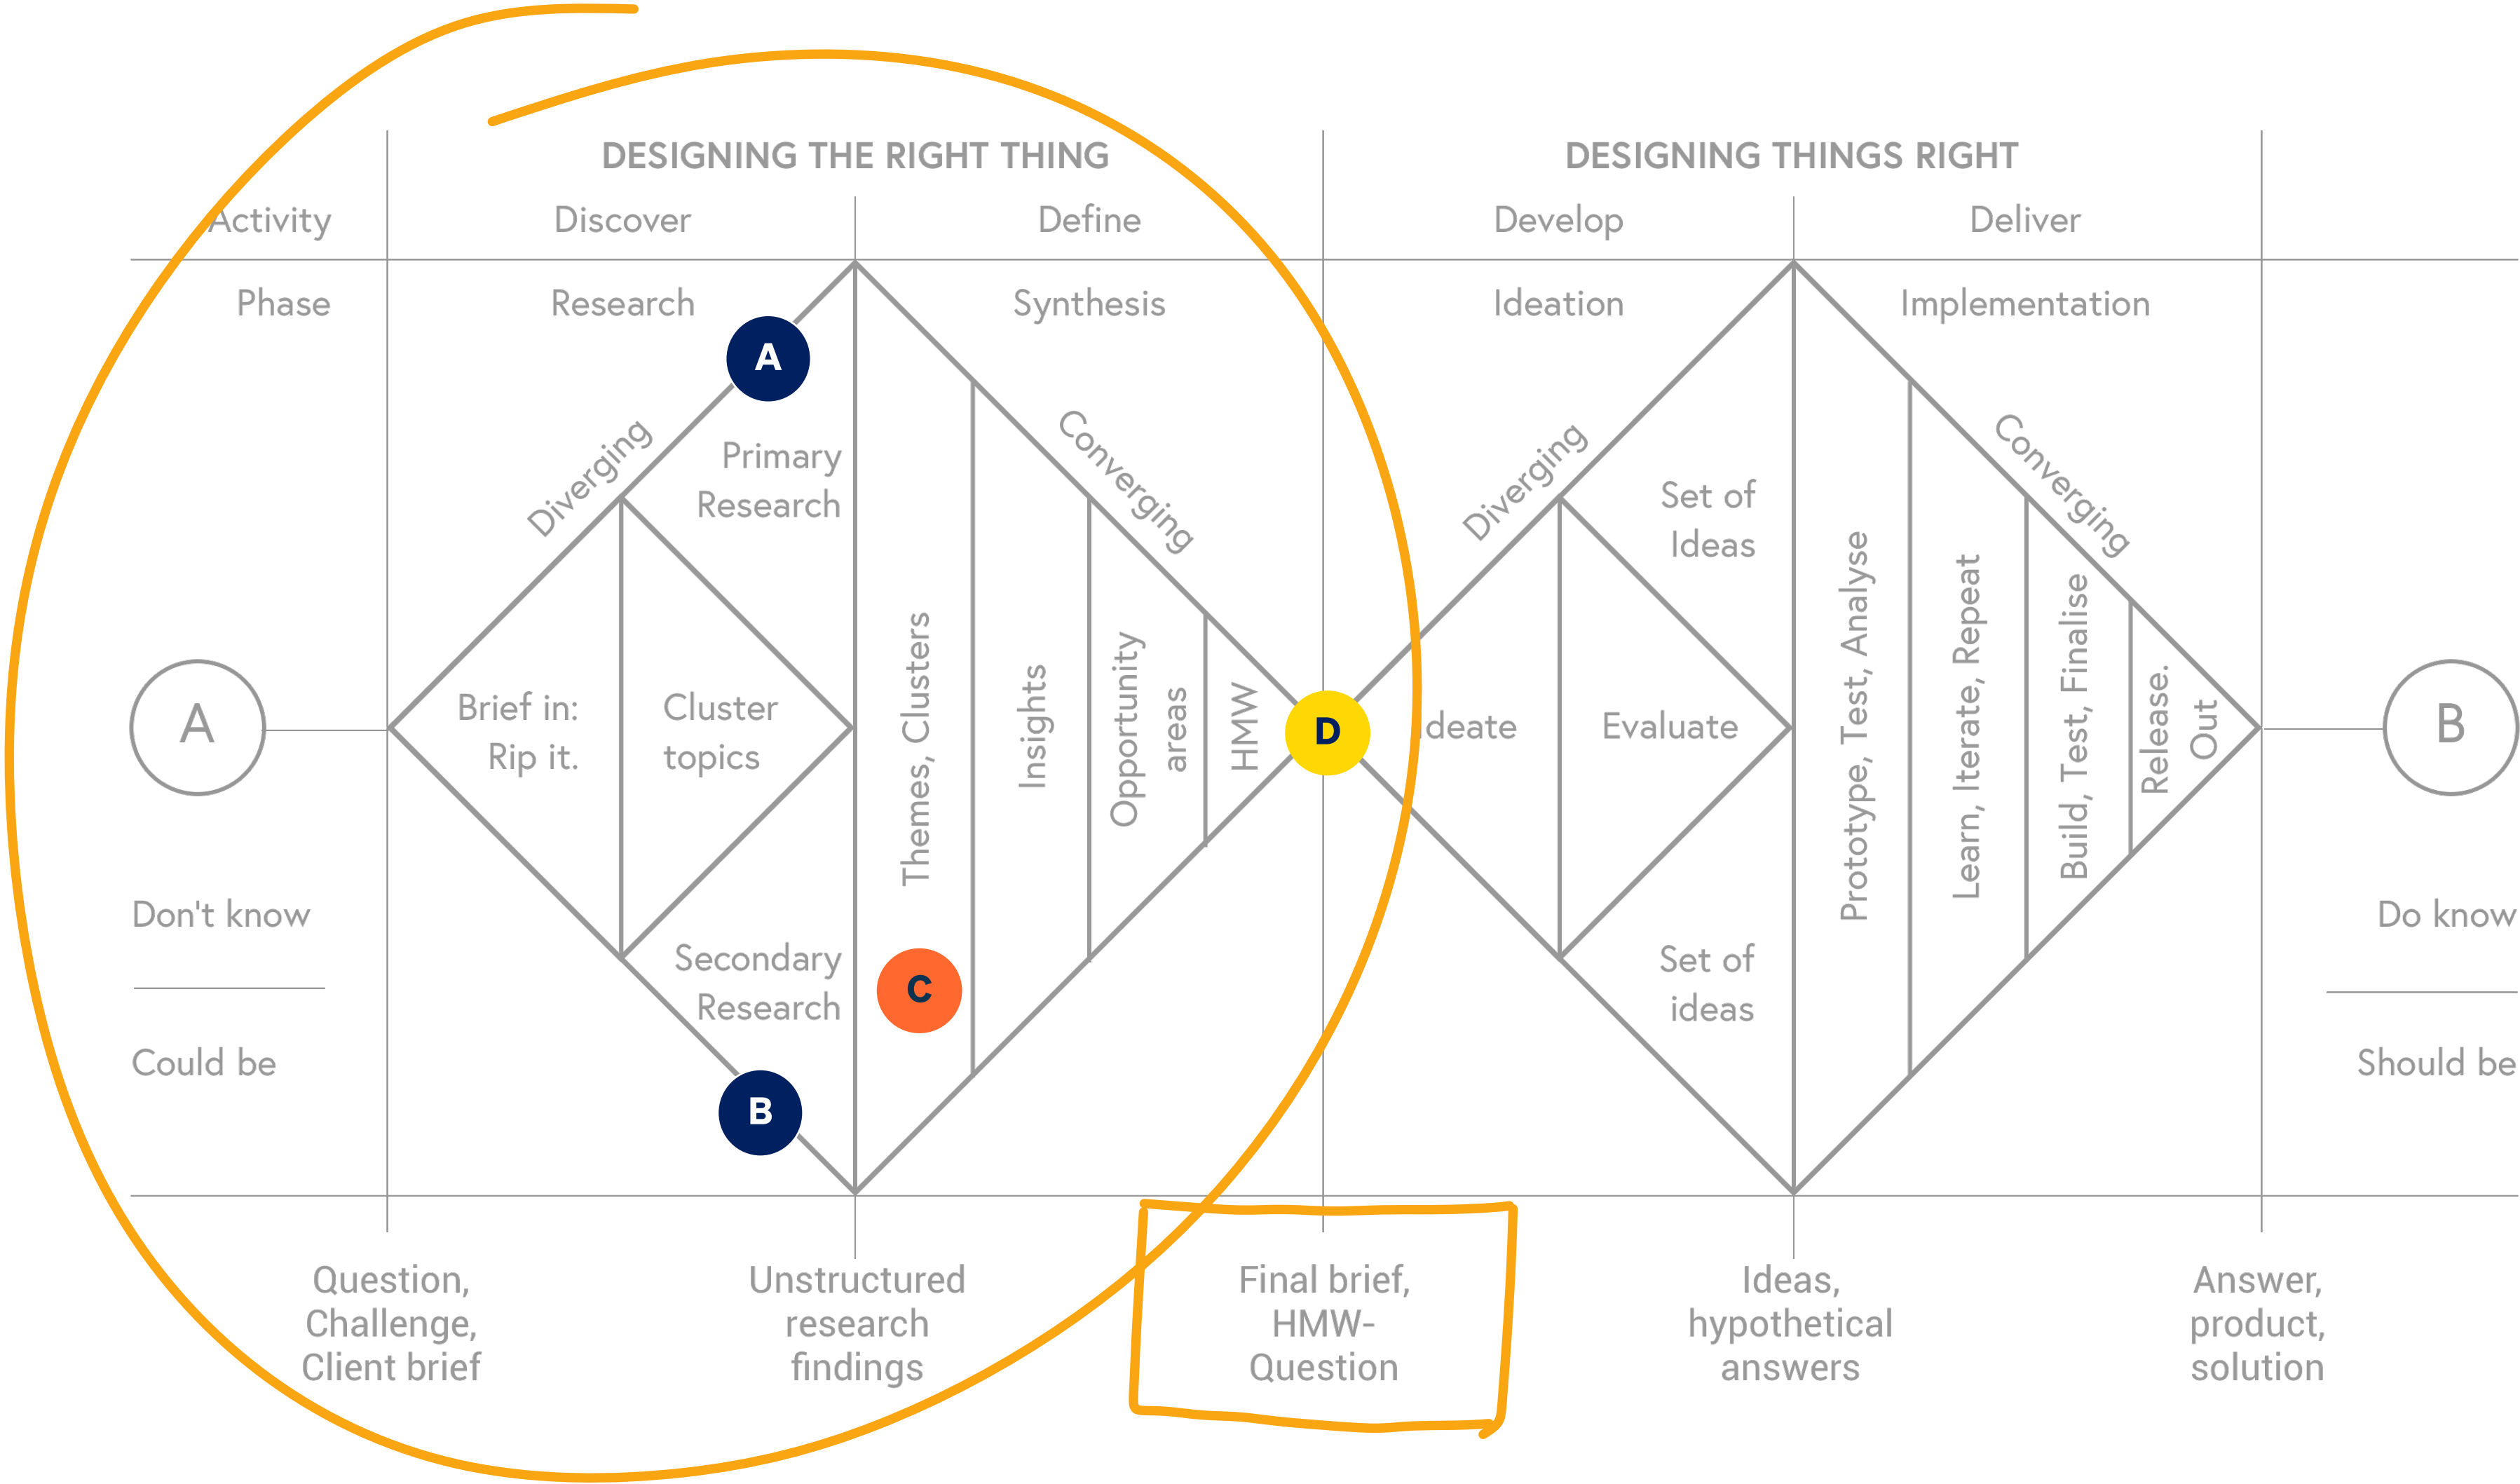 DESIGNING THE RIGHT THING
DESIGNING THINGS RIGHT
Activity
Discover
Define
Develop
Deliver
Phase
Research
Synthesis
Ideation
Implementation
A
Diverging
Primary
Research
Converging
Diverging
Set of
Ideas
Converging
A
Brief in:
Rip it.
Cluster
topics
Themes, Clusters
Insights
Opportunity
areas
HMW
D
deate
Evaluate
Prototype, Test, Analyse
Learn, Iterate, Repeat
Build, Test, Finalise
Release.
Out
B
Don't know
Could be
Secondary
Research
C
B
Set of
ideas
Do know
Should be
Question,
Challenge,
Client brief
Unstructured
research
findings
Final brief,
HMW-
Question
Ideas,
hypothetical
answers
Answer,
product,
solution